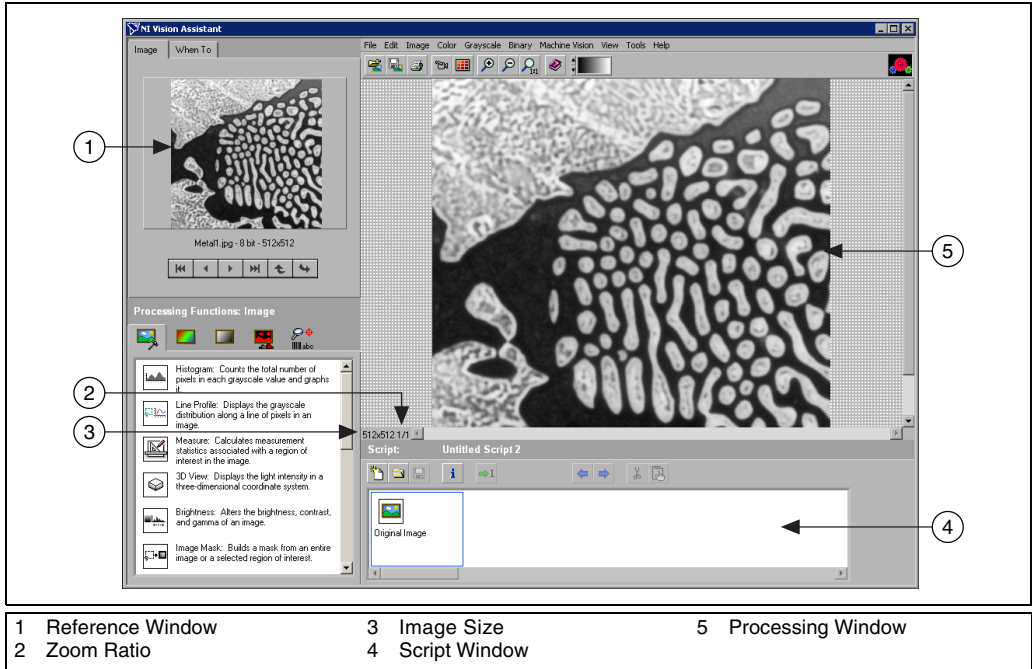 NI Vision Assistant
Image When To
File Edit Image Color Grayscale Binary Machine Vision View Tools Help
1:1
1
Metal1.jpg - 8 bit - 512x512
5
Processing Functions: Image
abc
Histogram: Counts the total number of
pixels in each grayscale value and graphs
it.
Line Profile: Displays the grayscale
distribution along a line of pixels in an
image.
Measure: Calculates measurement
statistics associated with a region of
interest in the image.
3D View: Displays the light intensity in a
three-dimensional coordinate system.
Brightness: Alters the brightness, contrast,
and gamma of an image.
Image Mask: Builds a mask from an entire
image or a selected region of interest.
2
3
512x512 1/1
Script: Untitled Script 2
i 1
Original Image
4
1 Reference Window
2 Zoom Ratio
3 Image Size
4 Script Window
5 Processing Window